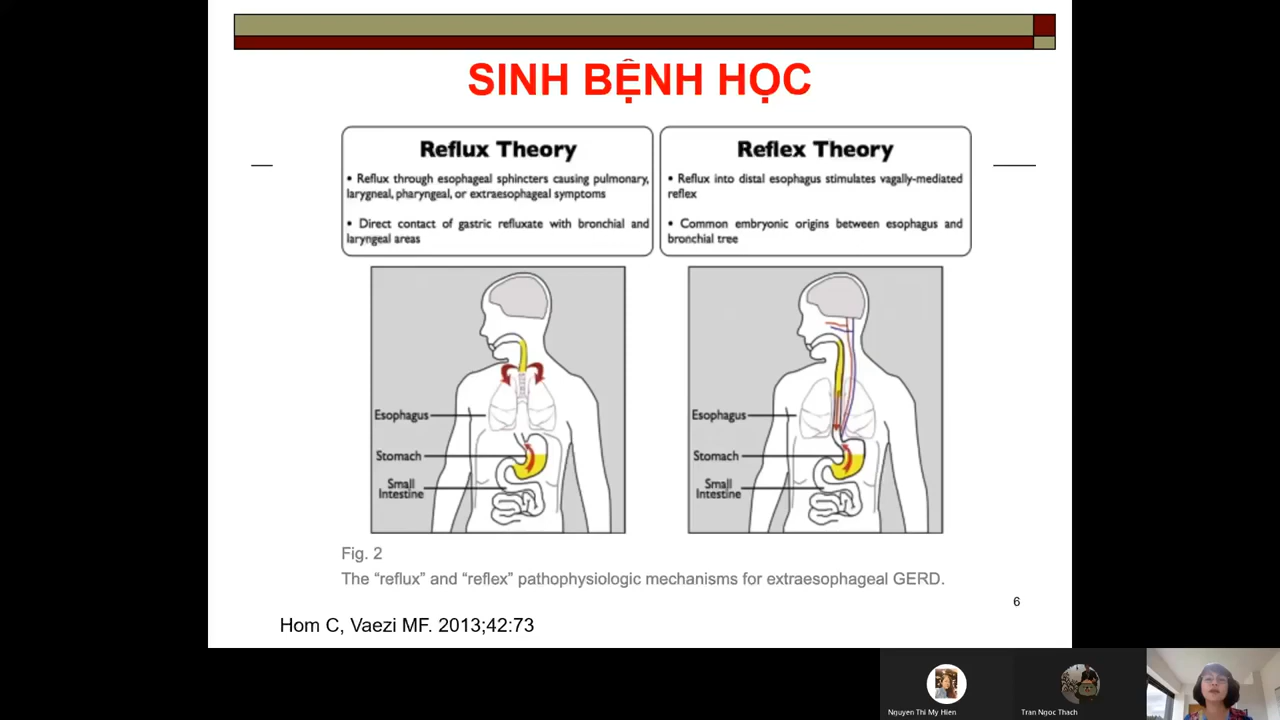 SINH BỆNH HỌC
Reflux Theory
• Reflux through esophageal sphincters causing pulmonary,
larygneal, pharyngeal, or extraesophageal symptoms
• Direct contact of gastric refluxate with bronchial and
laryngeal areas
Reflex Theory
• Reflux into distal esophagus stimulates vagally-mediated
reflex
• Common embryonic origins between esophagus and
bronchial tree
Esophagus
Stomach
Small
Intestine
Esophagus
Stomach
Small
Intestine
Fig. 2
The “reflux” and “reflex” pathophysiologic mechanisms for extraesophageal GERD.
6
Hom C, Vaezi MF. 2013;42:73
Nguyen Thi My Hien
Tran Ngoc Thach